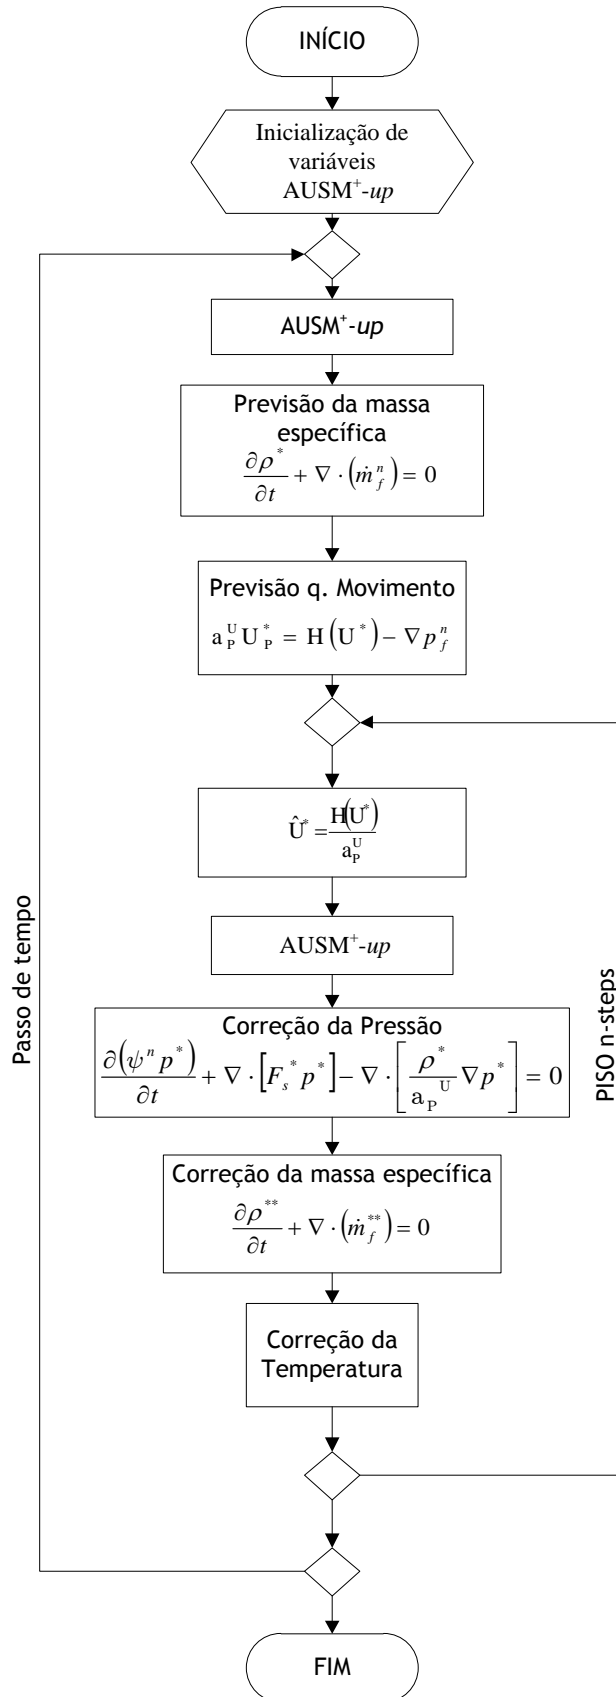 INÍCIO
Inicialização de
variáveis
AUSM⁺-up
AUSM⁺-up
Previsão da massa
específica
∂ρ^*/∂t + ∇·(ṁ_f^n) = 0
Previsão q. Movimento
a_P^U U_P^* = H(U^*) − ∇p_f^n
Û^* = H(U^*)/a_P^U
AUSM⁺-up
Correção da Pressão
∂(ψ^n p^*)/∂t + ∇·[F_s^* p^*] − ∇·[ρ^*/a_P^U ∇p^*] = 0
Correção da massa específica
∂ρ^**/∂t + ∇·(ṁ_f^**) = 0
Correção da
Temperatura
FIM
Passo de tempo
PISO n-steps